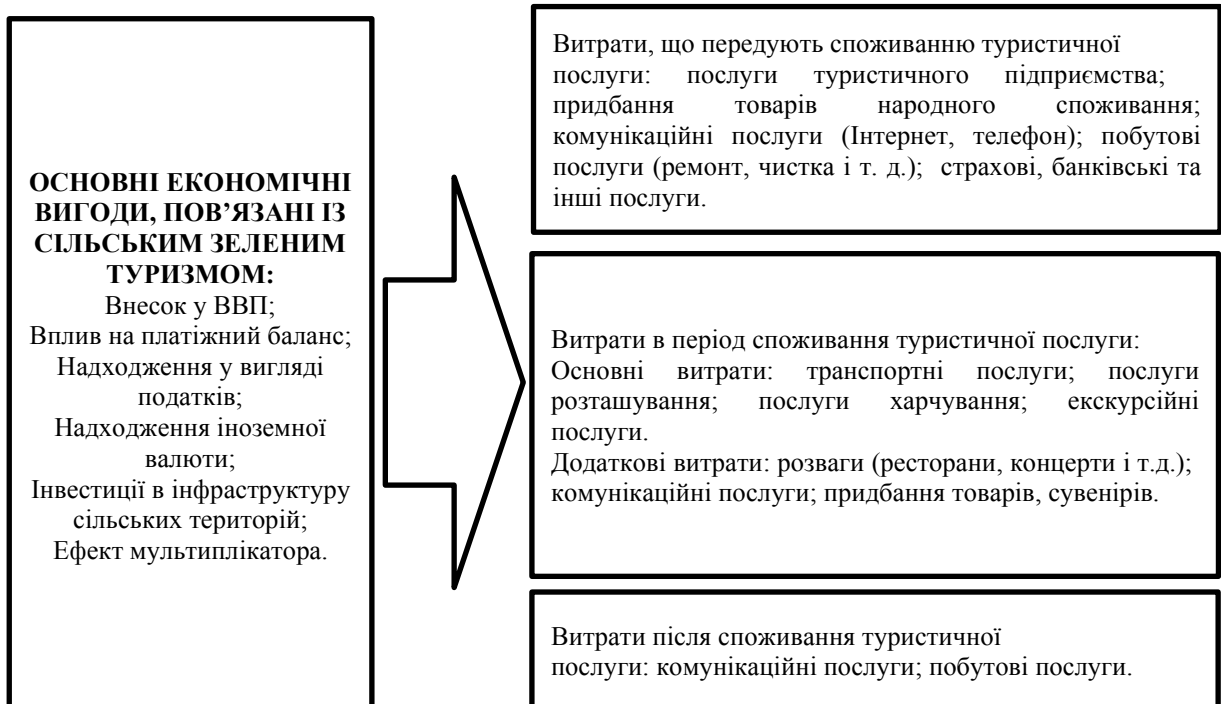 ОСНОВНІ ЕКОНОМІЧНІ
ВИГОДИ, ПОВ’ЯЗАНІ ІЗ
СІЛЬСЬКИМ ЗЕЛЕНИМ
ТУРИЗМОМ:
Внесок у ВВП;
Вплив на платіжний баланс;
Надходження у вигляді
податків;
Надходження іноземної
валюти;
Інвестиції в інфраструктуру
сільських територій;
Ефект мультиплікатора.
Витрати, що передують споживанню туристичної
послуги: послуги туристичного підприємства;
придбання товарів народного споживання;
комунікаційні послуги (Інтернет, телефон); побутові
послуги (ремонт, чистка і т. д.); страхові, банківські та
інші послуги.
Витрати в період споживання туристичної послуги:
Основні витрати: транспортні послуги; послуги
розташування; послуги харчування; екскурсійні
послуги.
Додаткові витрати: розваги (ресторани, концерти і т.д.);
комунікаційні послуги; придбання товарів, сувенірів.
Витрати після споживання туристичної
послуги: комунікаційні послуги; побутові послуги.